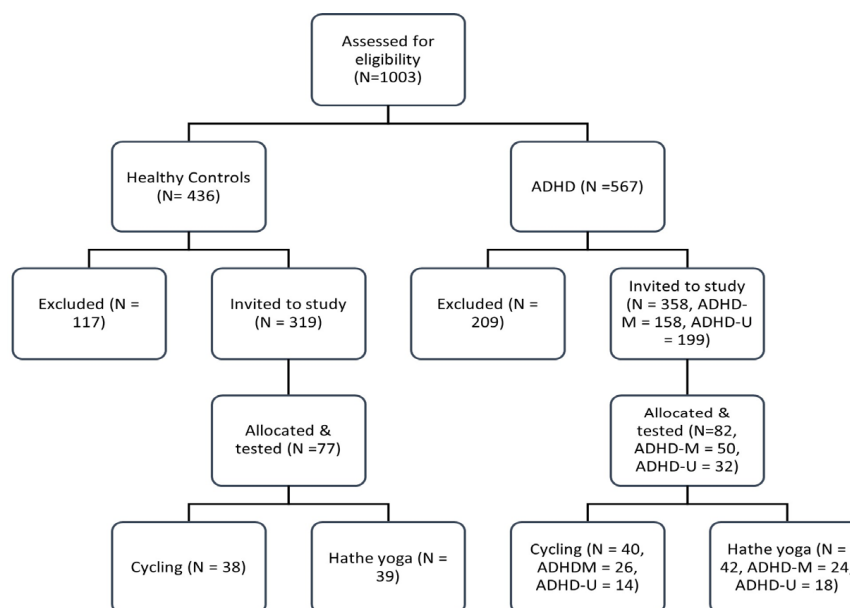 Assessed for
eligibility
(N=1003)
Healthy Controls
(N= 436)
ADHD (N =567)
Excluded (N =
117)
Invited to study
(N = 319)
Excluded (N =
209)
Invited to study
(N = 358, ADHD-
M = 158, ADHD-U
= 199)
Allocated &
tested (N =77)
Allocated &
tested (N=82,
ADHD-M = 50,
ADHD-U = 32)
Cycling (N = 38)
Hathe yoga (N =
39)
Cycling (N = 40,
ADHDM = 26,
ADHD-U = 14)
Hathe yoga (N =
42, ADHD-M = 24,
ADHD-U = 18)